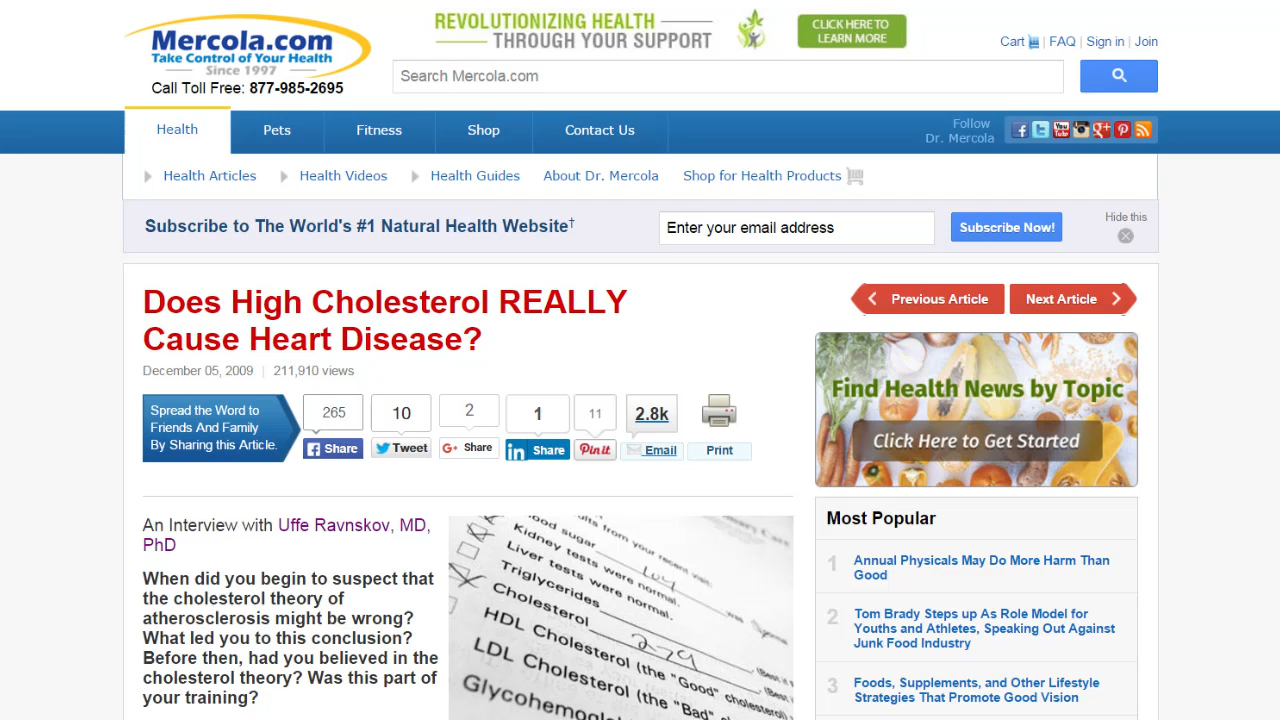 REVOLUTIONIZING HEALTH
THROUGH YOUR SUPPORT
CLICK HERE TO
LEARN MORE
Mercola.com
Take Control of Your Health
Since 1997
Call Toll Free: 877-985-2695
Cart | FAQ | Sign in | Join
Search Mercola.com
Health
Pets
Fitness
Shop
Contact Us
Follow
Dr. Mercola
Health Articles
Health Videos
Health Guides
About Dr. Mercola
Shop for Health Products
Subscribe to The World's #1 Natural Health Website†
Enter your email address
Subscribe Now!
Hide this
Does High Cholesterol REALLY
Cause Heart Disease?
December 05, 2009 | 211,910 views
Previous Article
Next Article
Spread the Word to
Friends And Family
By Sharing this Article.
265
10
2
1
11
2.8k
Share
Tweet
Share
Share
Pin it
Email
Print
Find Health News by Topic
Click Here to Get Started
An Interview with Uffe Ravnskov, MD,
PhD
When did you begin to suspect that
the cholesterol theory of
atherosclerosis might be wrong?
What led you to this conclusion?
Before then, had you believed in the
cholesterol theory? Was this part of
your training?
results from your recent visit:
Blood sugar
Kidney tests were normal.
Liver tests were normal.
Triglycerides
Cholesterol 279
HDL Cholesterol (the "Good" cholesterol)
LDL Cholesterol (the "Bad"
Most Popular
1 Annual Physicals May Do More Harm Than
Good
2 Tom Brady Steps up As Role Model for
Youths and Athletes, Speaking Out Against
Junk Food Industry
3 Foods, Supplements, and Other Lifestyle
Strategies That Promote Good Vision